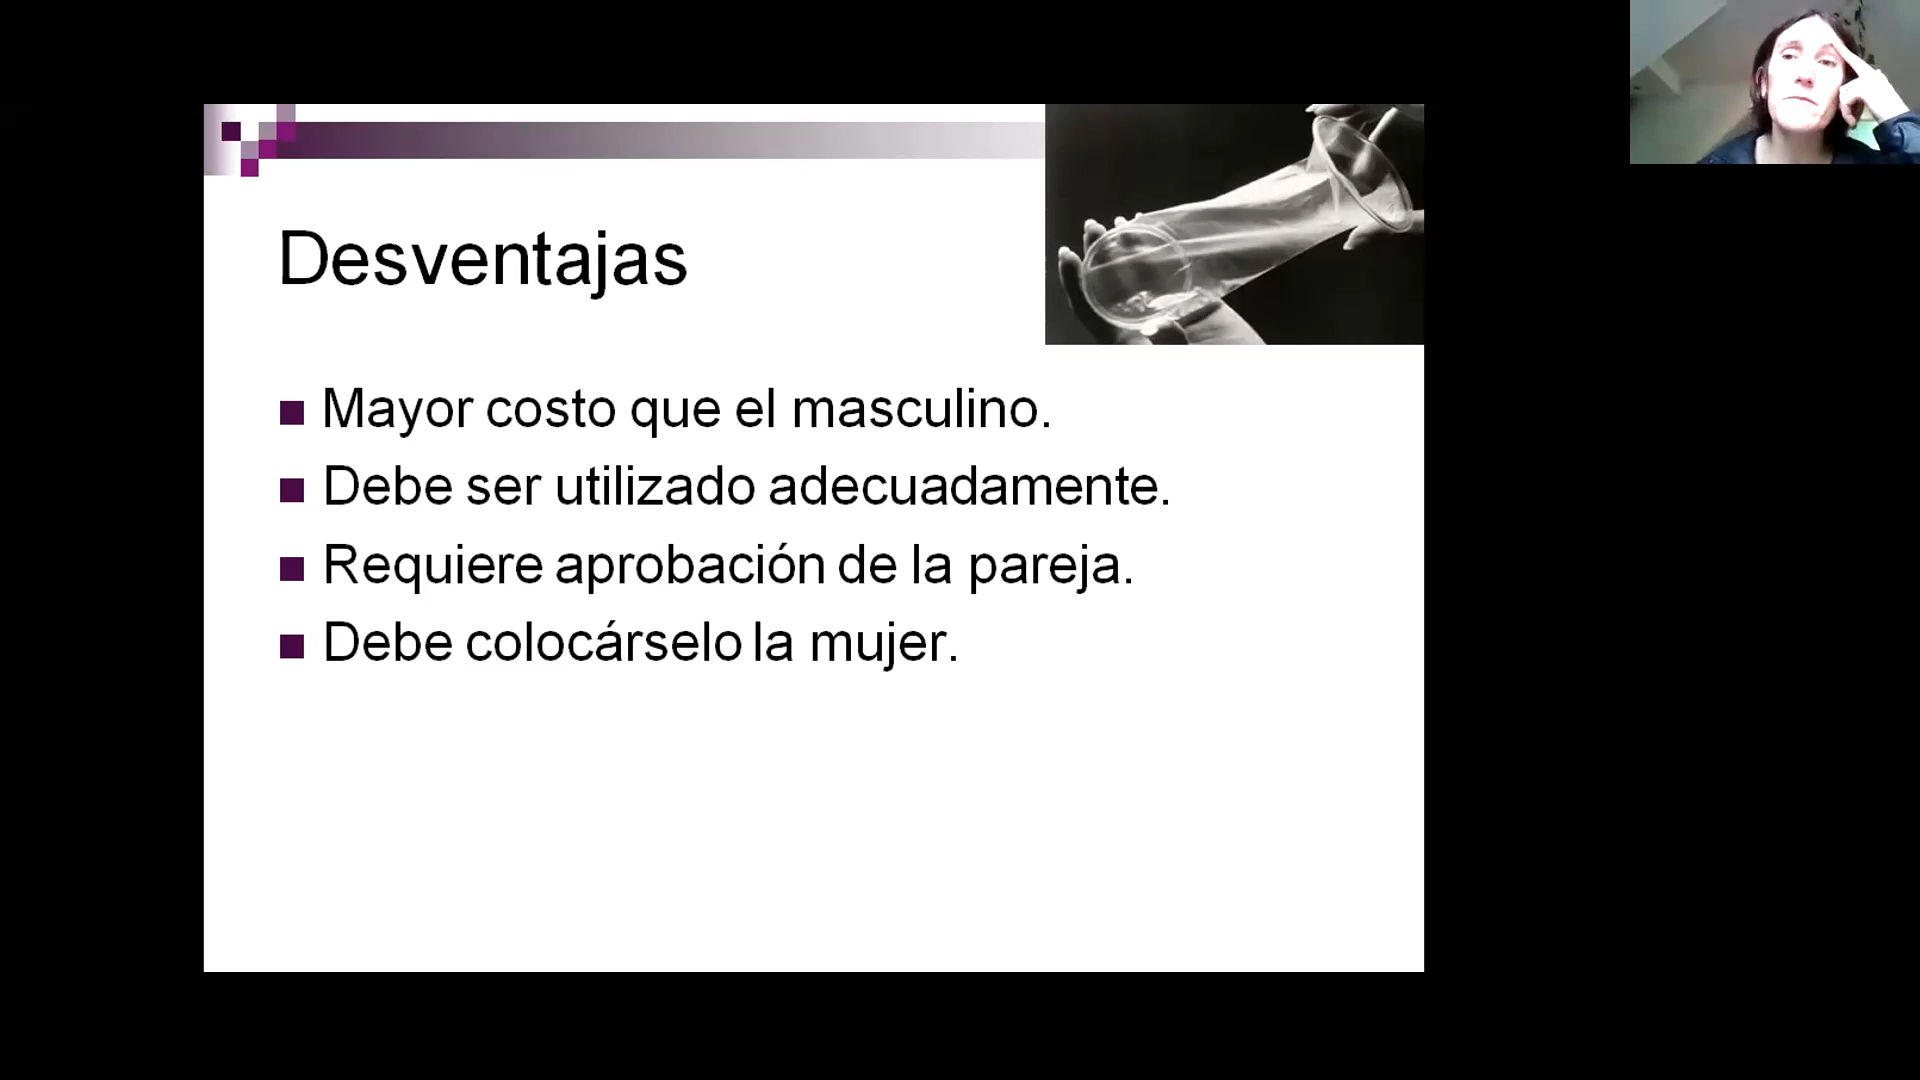 Desventajas
Mayor costo que el masculino.
Debe ser utilizado adecuadamente.
Requiere aprobación de la pareja.
Debe colocárselo la mujer.